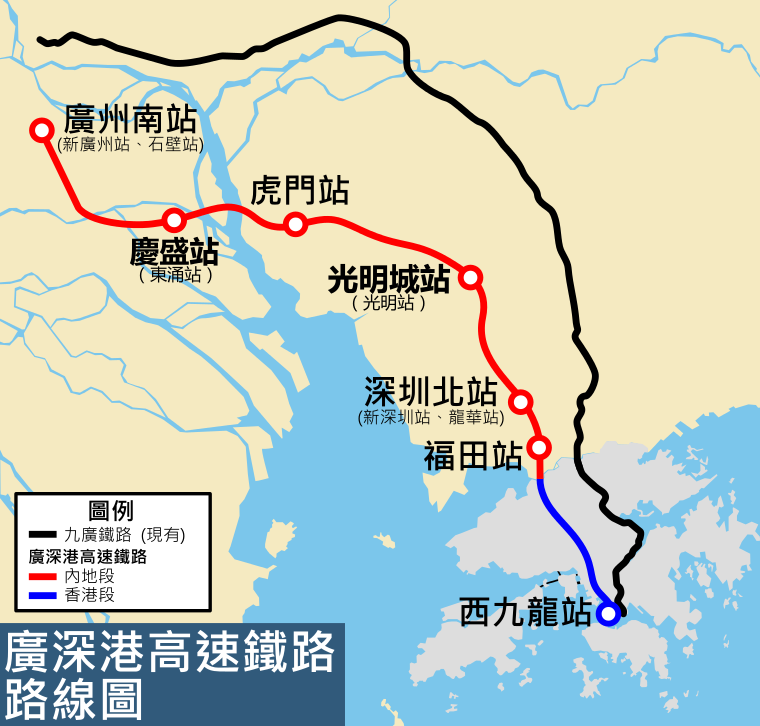 廣州南站
(新廣州站、石壁站)
虎門站
慶盛站
(東涌站)
光明城站
(光明站)
深圳北站
(新深圳站、龍華站)
福田站
圖例
九廣鐵路 (現有)
廣深港高速鐵路
內地段
香港段
西九龍站
廣深港高速鐵路
路線圖